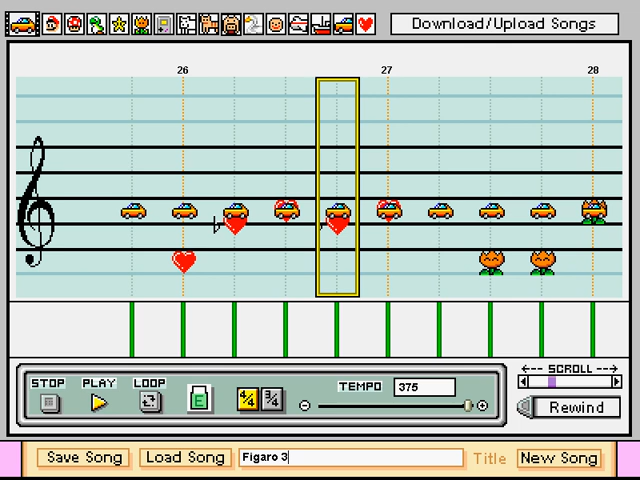 Download/Upload Songs
26 27 28
← -- SCROLL -- →
STOP PLAY LOOP TEMPO 375
E 4/4 3/4
Rewind
Save Song Load Song Figaro 3 Title New Song